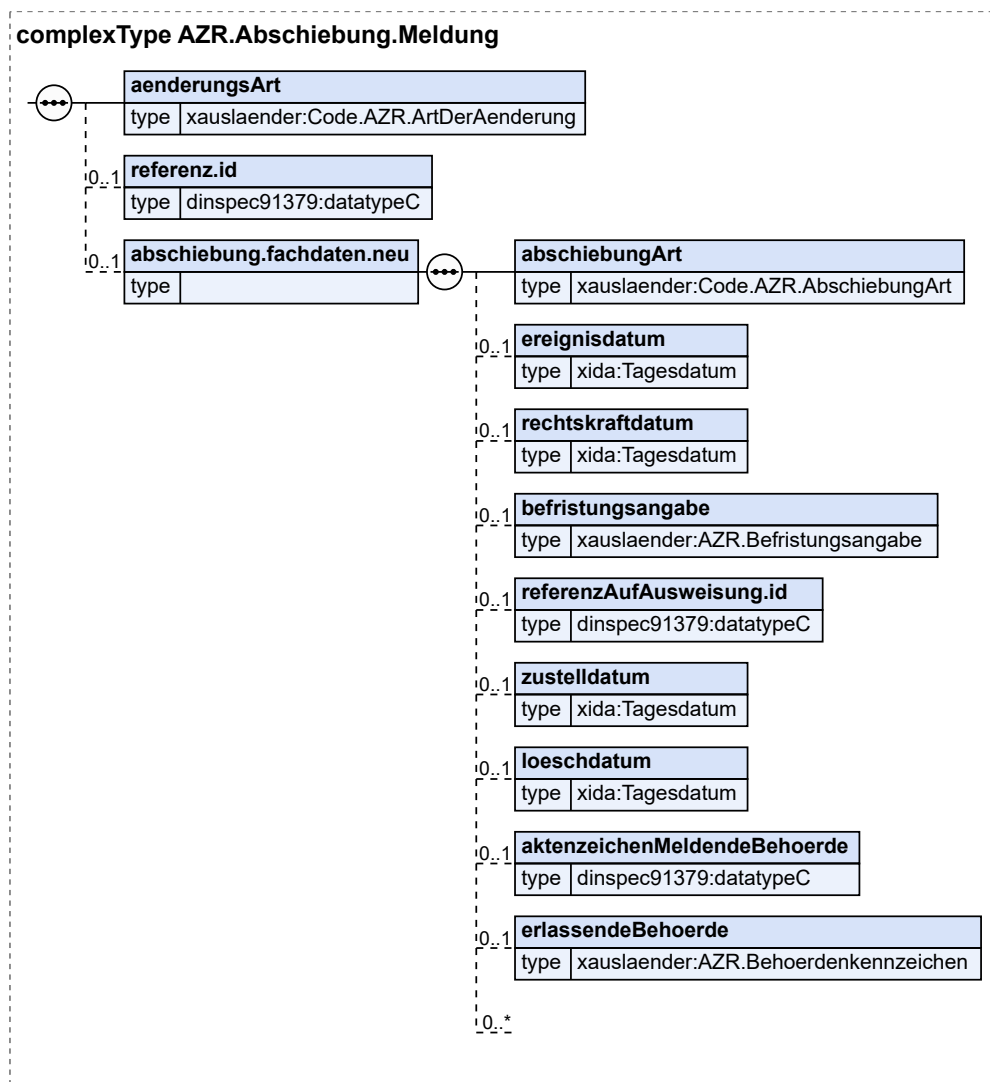 complexType AZR.Abschiebung.Meldung
aenderungsArt
type xauslaender:Code.AZR.ArtDerAenderung
0..1 referenz.id
type dinspec91379:datatypeC
0..1 abschiebung.fachdaten.neu
type
abschiebungArt
type xauslaender:Code.AZR.AbschiebungArt
0..1 ereignisdatum
type xida:Tagesdatum
0..1 rechtskraftdatum
type xida:Tagesdatum
0..1 befristungsangabe
type xauslaender:AZR.Befristungsangabe
0..1 referenzAufAusweisung.id
type dinspec91379:datatypeC
0..1 zustelldatum
type xida:Tagesdatum
0..1 loeschdatum
type xida:Tagesdatum
0..1 aktenzeichenMeldendeBehoerde
type dinspec91379:datatypeC
0..1 erlassendeBehoerde
type xauslaender:AZR.Behoerdenkennzeichen
0..*